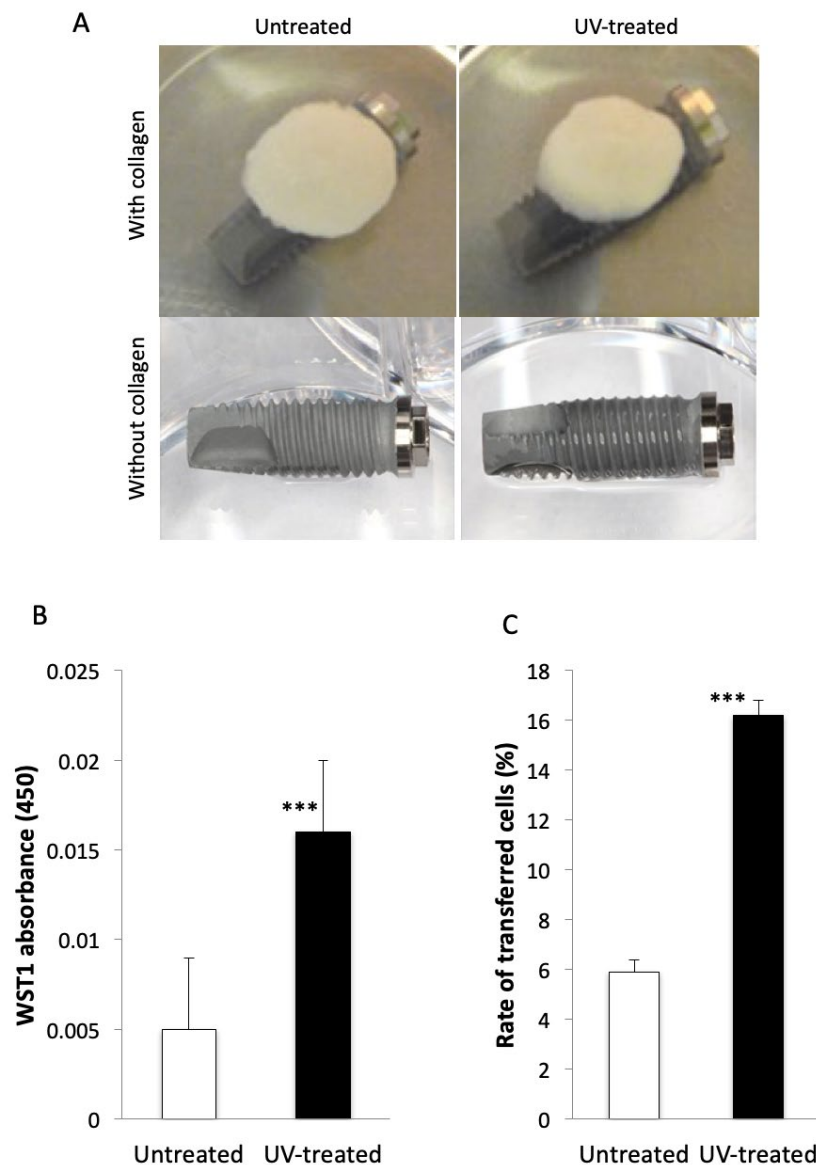 A
Untreated
UV-treated
With collagen
Without collagen
B
WST1 absorbance (450)
0.025
0.02
0.015
0.01
0.005
0
***
Untreated
UV-treated
C
Rate of transferred cells (%)
18
16
14
12
10
8
6
4
2
0
***
Untreated
UV-treated